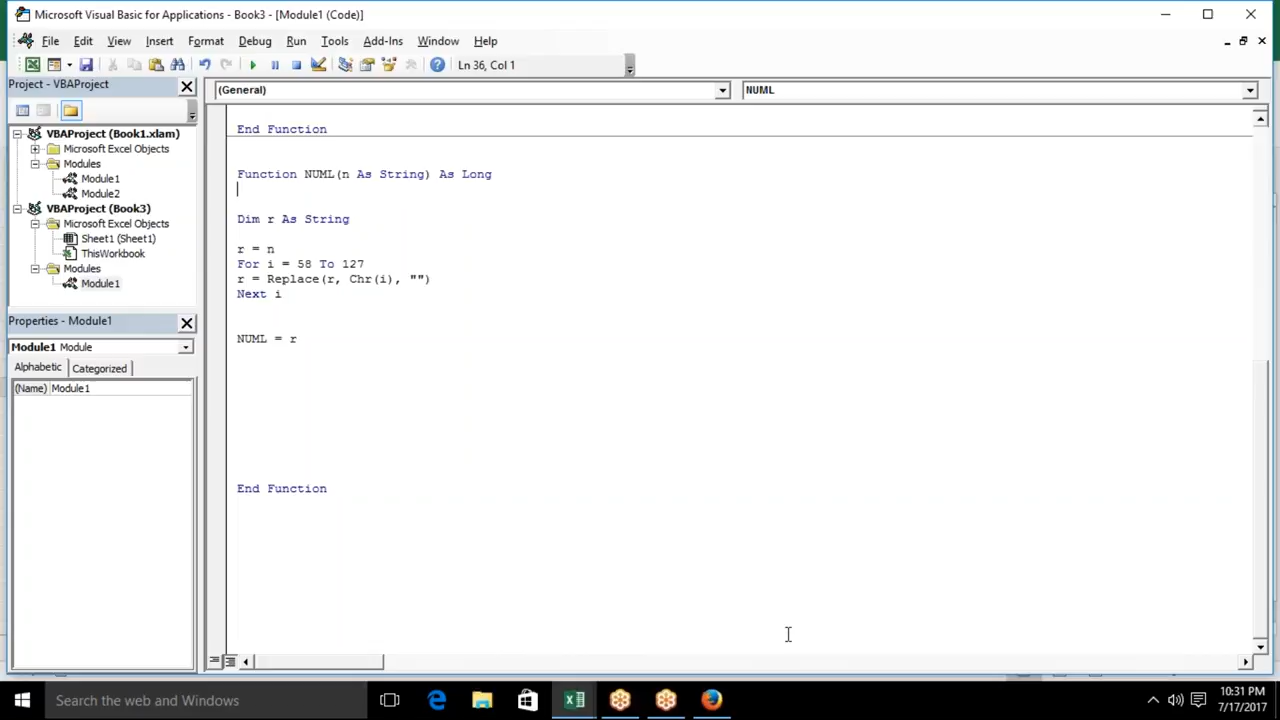 Microsoft Visual Basic for Applications - Book3 - [Module1 (Code)]
File Edit View Insert Format Debug Run Tools Add-Ins Window Help
Ln 36, Col 1
Project - VBAProject
(General)
NUML
VBAProject (Book1.xlam)
Microsoft Excel Objects
Modules
Module1
Module2
VBAProject (Book3)
Microsoft Excel Objects
Sheet1 (Sheet1)
ThisWorkbook
Modules
Module1
Properties - Module1
Module1 Module
Alphabetic Categorized
(Name) Module1
End Function
Function NUML(n As String) As Long
Dim r As String
r = n
For i = 58 To 127
r = Replace(r, Chr(i), "")
Next i
NUML = r
End Function
Search the web and Windows
10:31 PM
7/17/2017